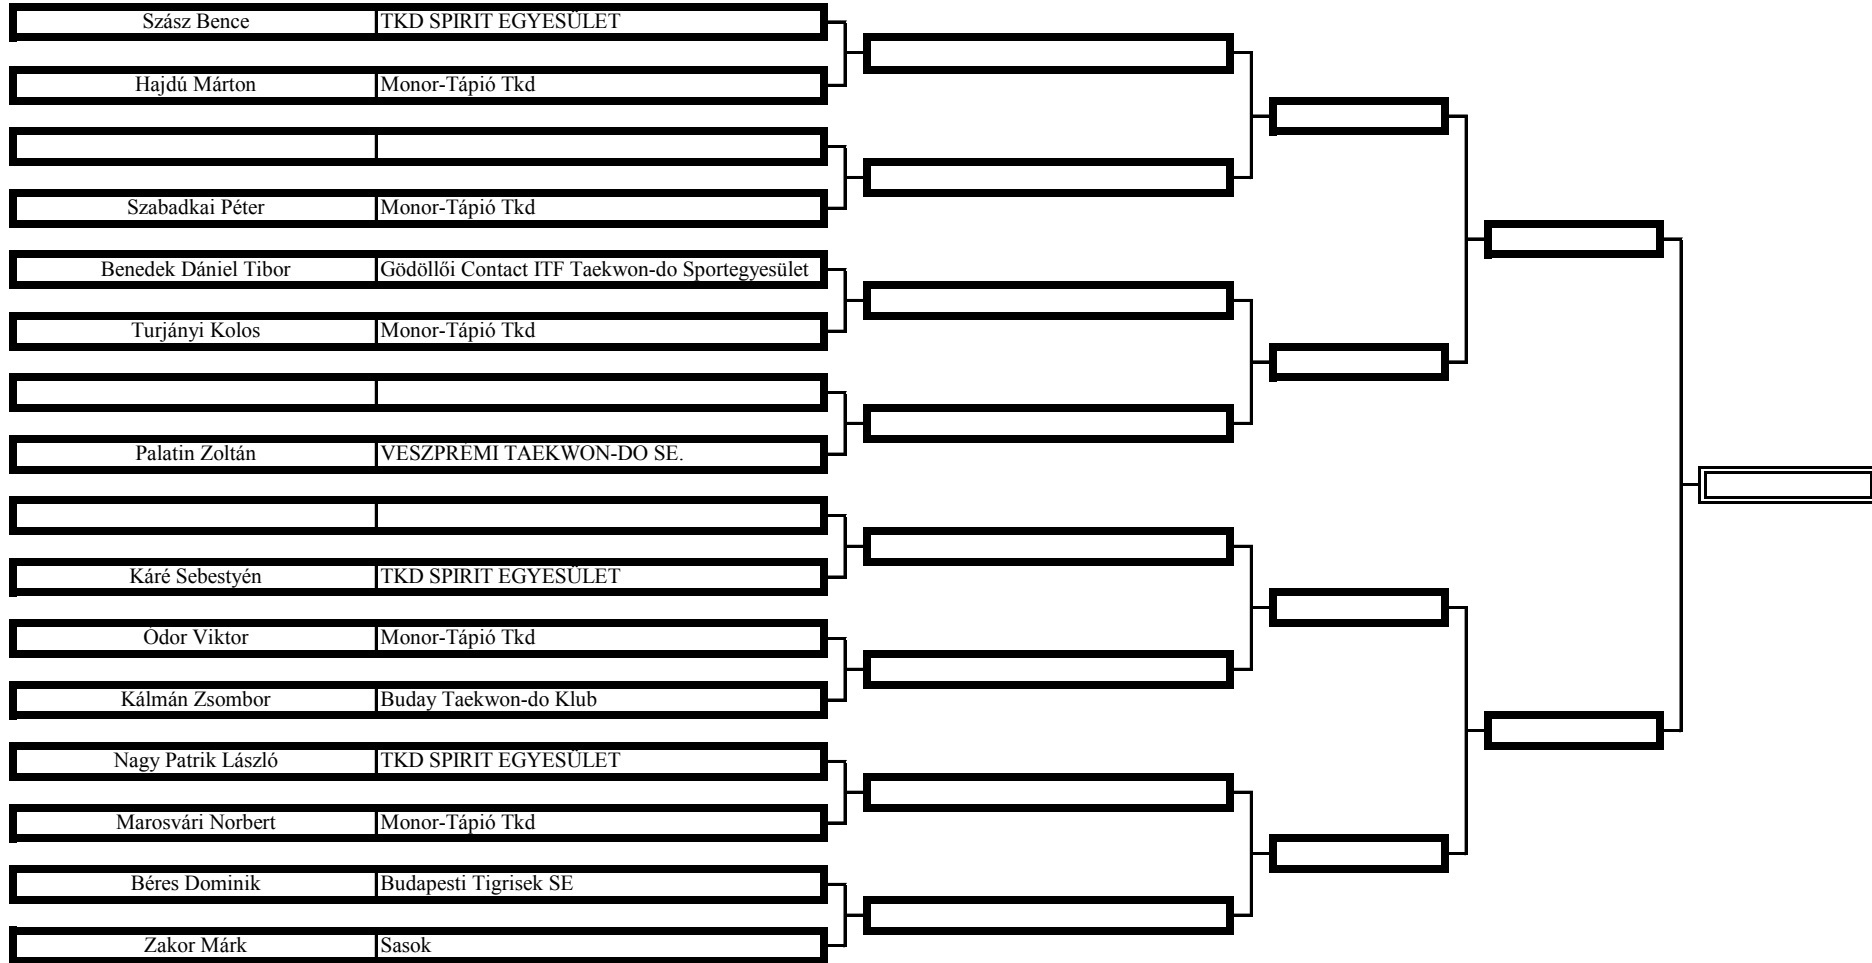 Szász Bence TKD SPIRIT EGYESÜLET
Hajdú Márton Monor-Tápió Tkd
Szabadkai Péter Monor-Tápió Tkd
Benedek Dániel Tibor Gödöllői Contact ITF Taekwon-do Sportegyesület
Turjányi Kolos Monor-Tápió Tkd
Palatin Zoltán VESZPRÉMI TAEKWON-DO SE.
Káré Sebestyén TKD SPIRIT EGYESÜLET
Ódor Viktor Monor-Tápió Tkd
Kálmán Zsombor Buday Taekwon-do Klub
Nagy Patrik László TKD SPIRIT EGYESÜLET
Marosvári Norbert Monor-Tápió Tkd
Béres Dominik Budapesti Tigrisek SE
Zakor Márk Sasok